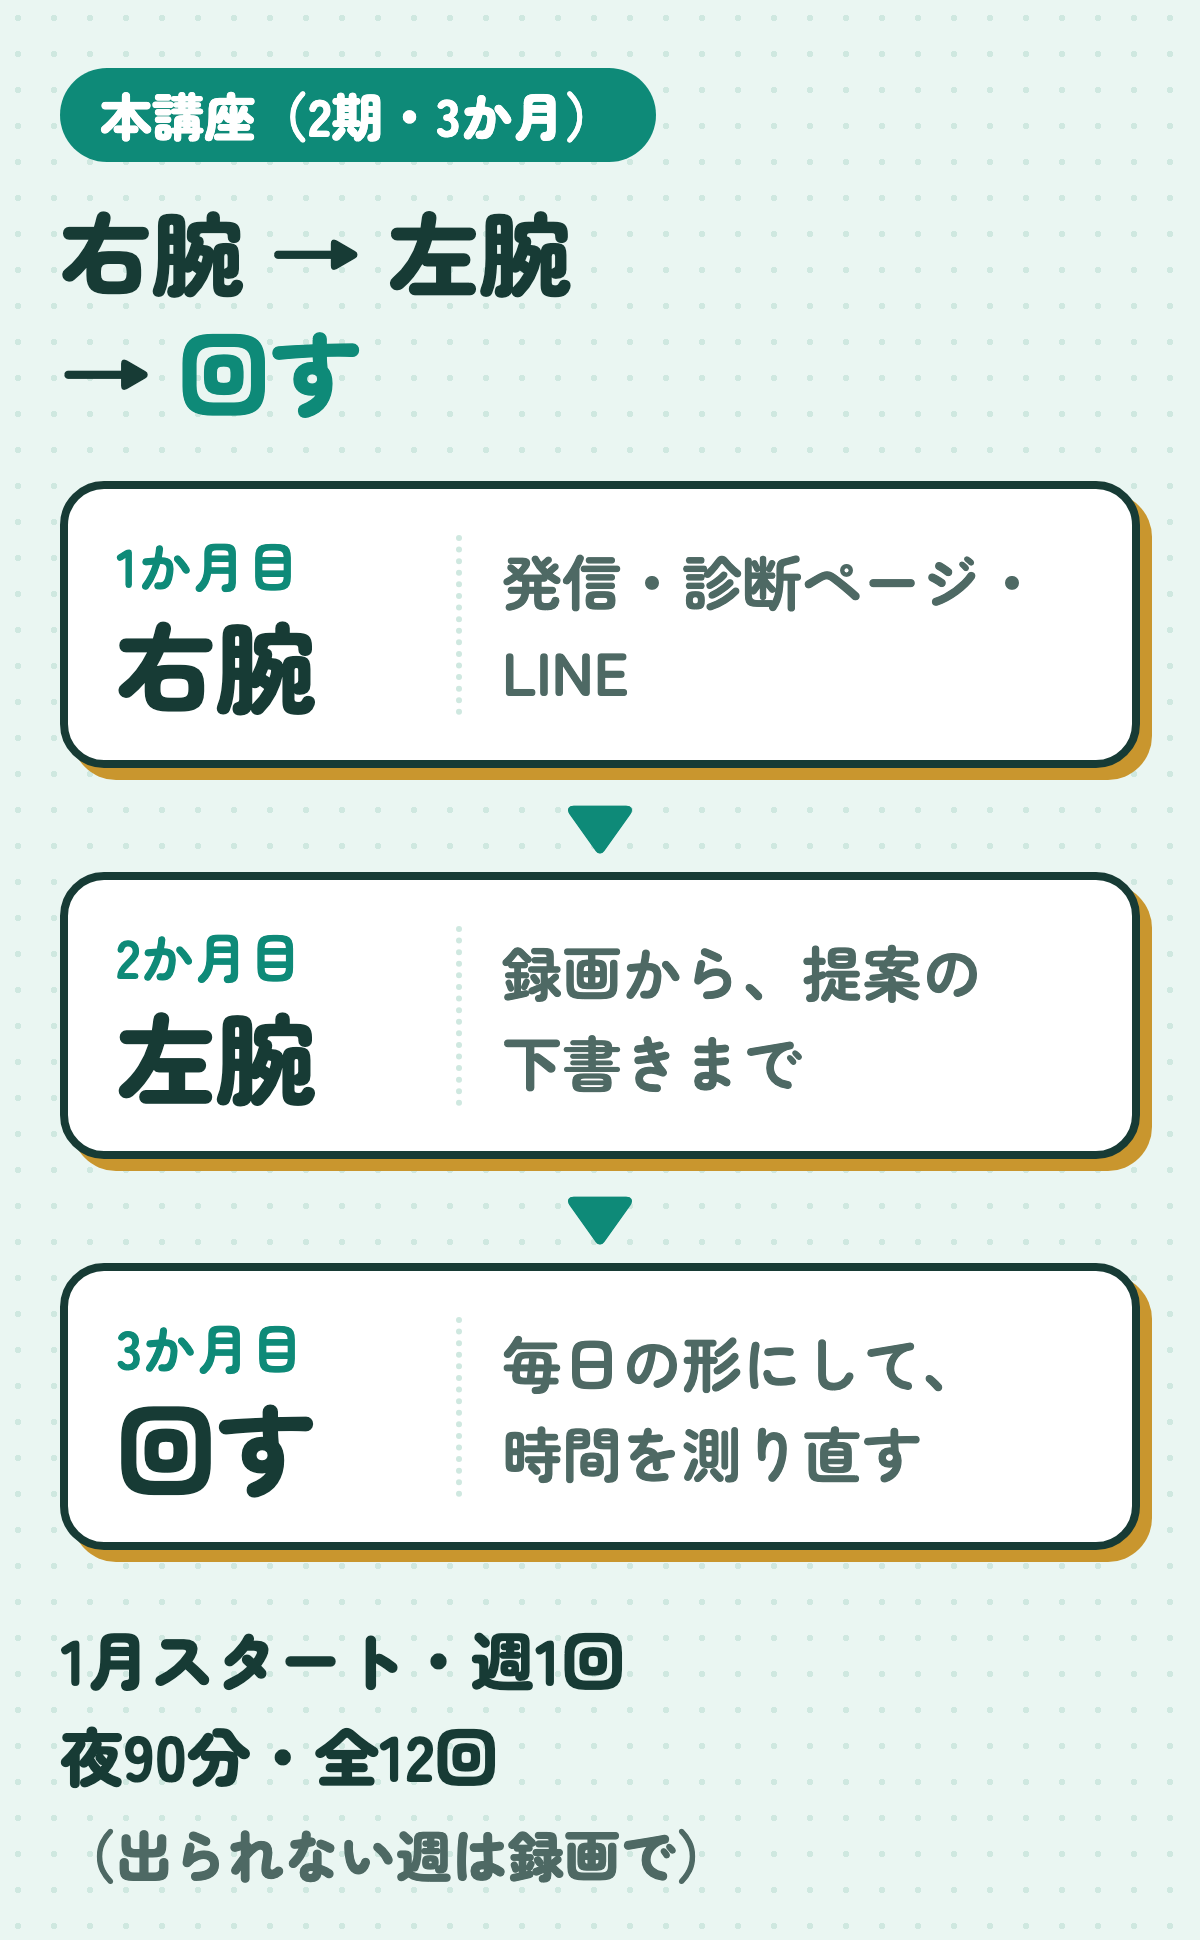 本講座（2期・3か月）
右腕 → 左腕
→ 回す
1か月目
右腕
発信・診断ページ・
LINE
2か月目
左腕
録画から、提案の
下書きまで
3か月目
回す
毎日の形にして、
時間を測り直す
1月スタート・週1回
夜90分・全12回
（出られない週は録画で）